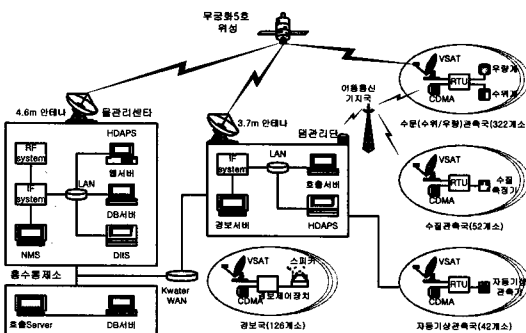 무궁화5호
위성
4.6m 안테나
물관리센타
RF
system
HDAPS
웹서버
IF
system
LAN
DB서버
NMS
DIIS
홍수통제소
호출Server
DB서버
Kwater
WAN
3.7m 안테나
댐관리단
IF
system
LAN
호출서버
경보서버
HDAPS
이동통신
기지국
VSAT
RTU
CDMA
우량계
수위계
수문(수위/우량)관측국(322개소)
VSAT
RTU
CDMA
수질
측정기
수질관측국(52개소)
VSAT
스피커
CDMA
경보제어장치
경보국(126개소)
VSAT
RTU
CDMA
자동기상
관측기
자동기상관측국(42개소)